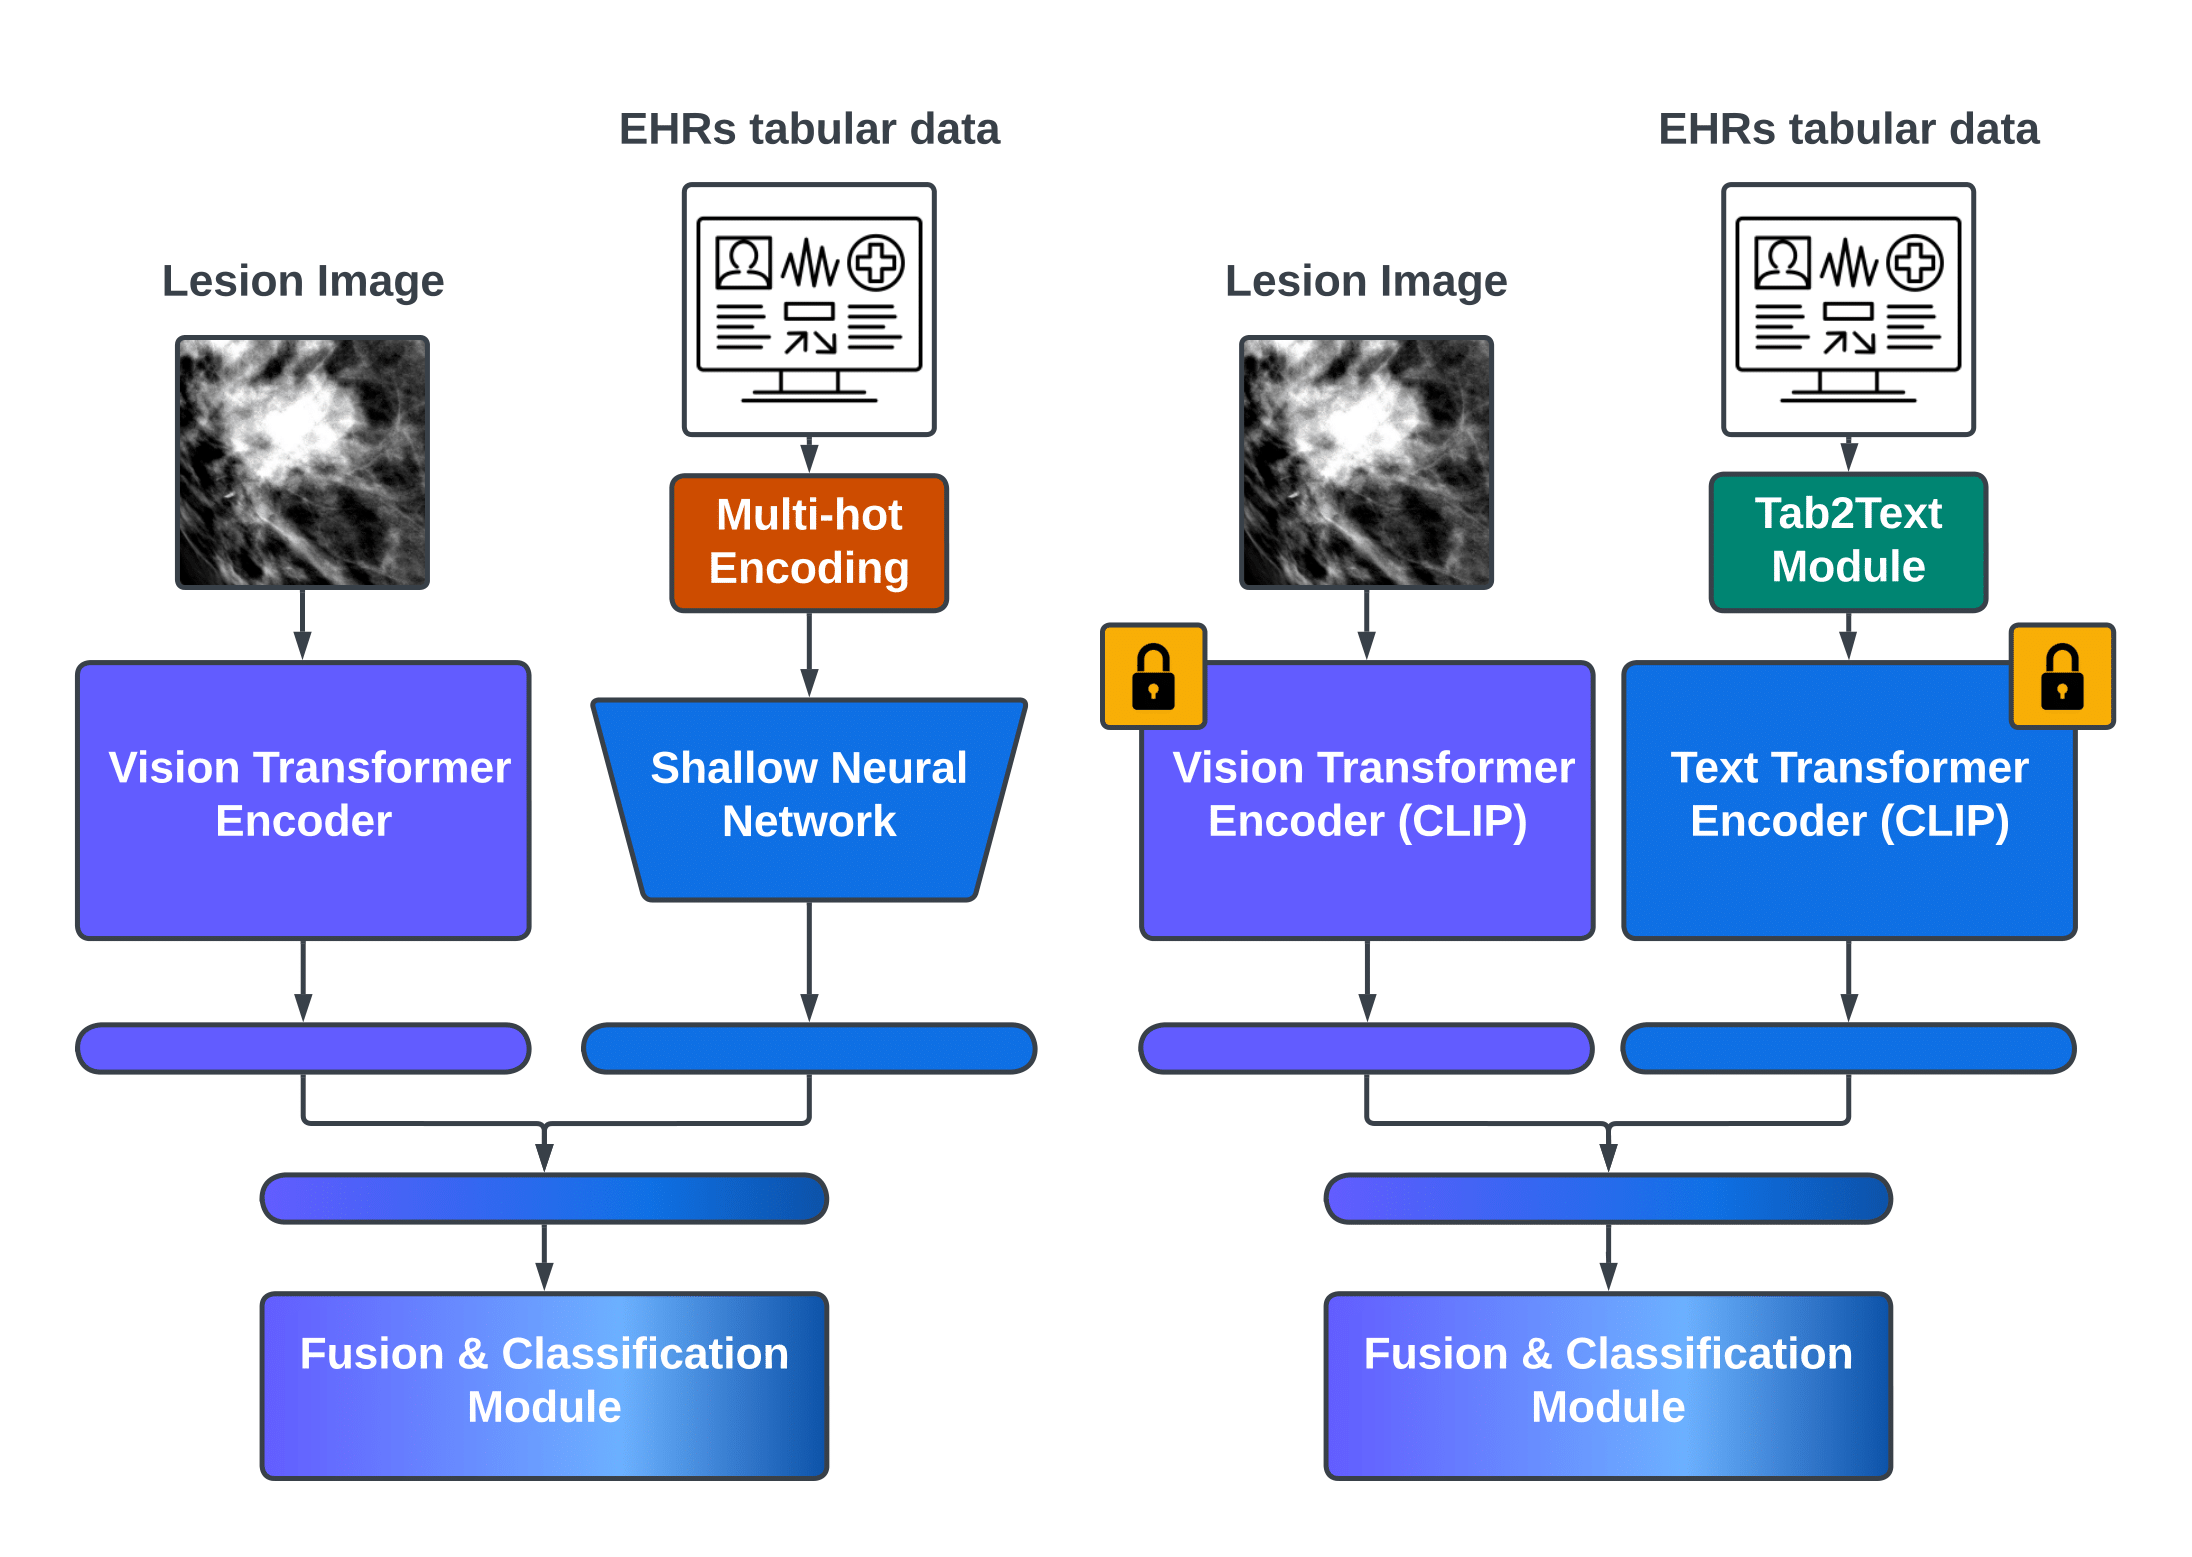 EHRs tabular data
Lesion Image
Multi-hot
Encoding
Vision Transformer
Encoder
Shallow Neural
Network
Fusion & Classification
Module
EHRs tabular data
Lesion Image
Tab2Text
Module
Vision Transformer
Encoder (CLIP)
Text Transformer
Encoder (CLIP)
Fusion & Classification
Module